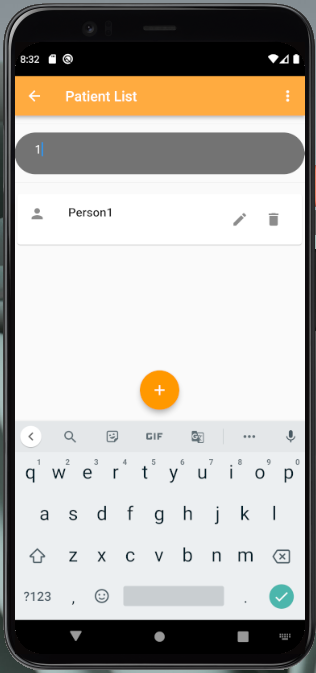 8:32
Patient List
1
Person1
+
GIF
q1 w2 e3 r4 t5 y6 u7 i8 o9 p0
a s d f g h j k l
z x c v b n m
?123 , .